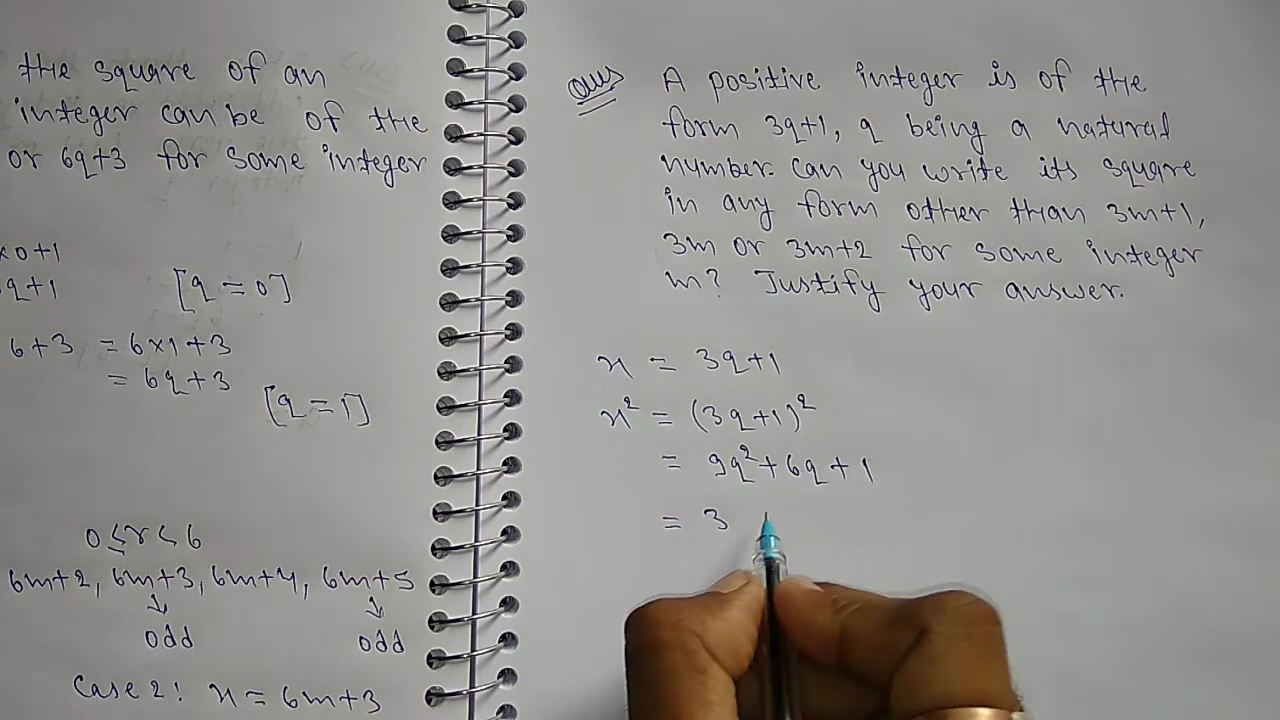 the square of an
integer can be of the
or 6q+3 for some integer
x0+1
q+1 [q=0]
6+3 = 6×1+3
= 6q+3
[q=1]
0≤r<6
6m+2, 6m+3, 6m+4, 6m+5
odd odd
Case 2: x = 6m+3
Ques A positive integer is of the
form 3q+1, q being a natural
number. Can you write its square
in any form other than 3m+1,
3m or 3m+2 for some integer
m? Justify your answer.
x = 3q+1
x² = (3q+1)²
= 9q²+6q+1
= 3